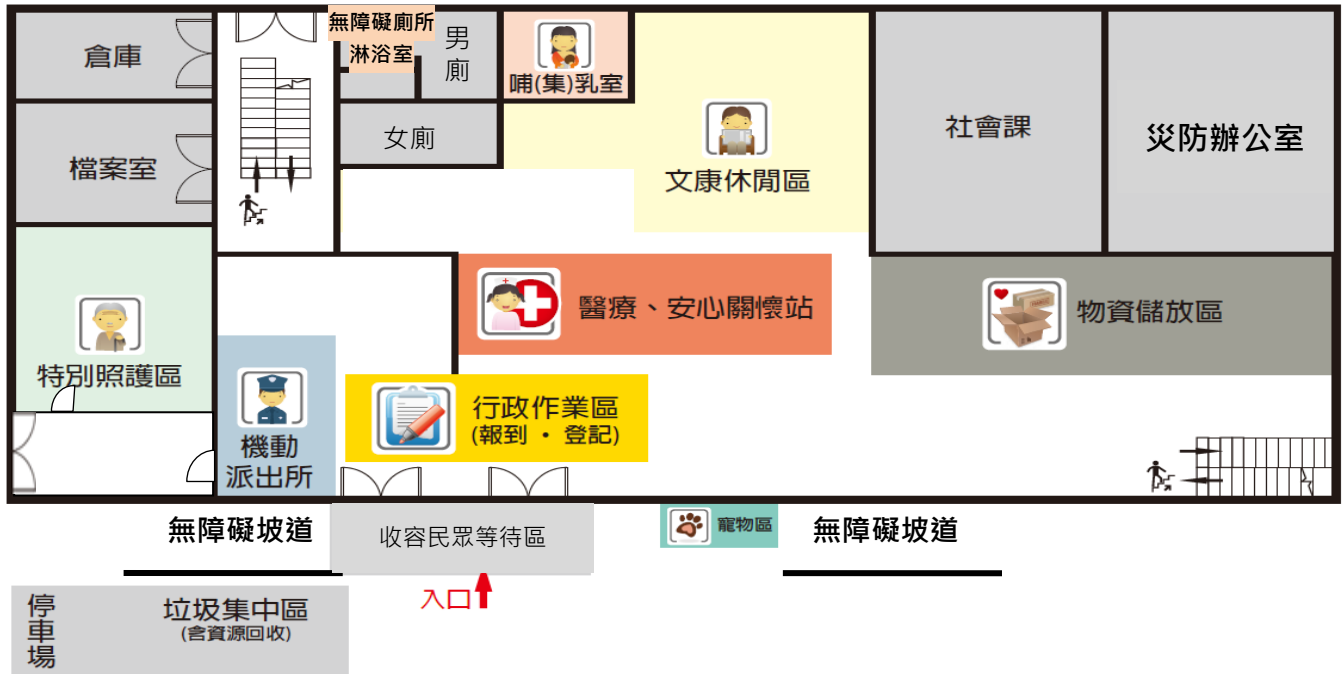 倉庫
無障礙廁所
淋浴室
男
廁
哺(集)乳室
檔案室
女廁
文康休閒區
社會課
災防辦公室
醫療、安心關懷站
物資儲放區
特別照護區
機動
派出所
行政作業區
(報到 ‧ 登記)
無障礙坡道
收容民眾等待區
寵物區
無障礙坡道
入口
停
車
場
垃圾集中區
(含資源回收)